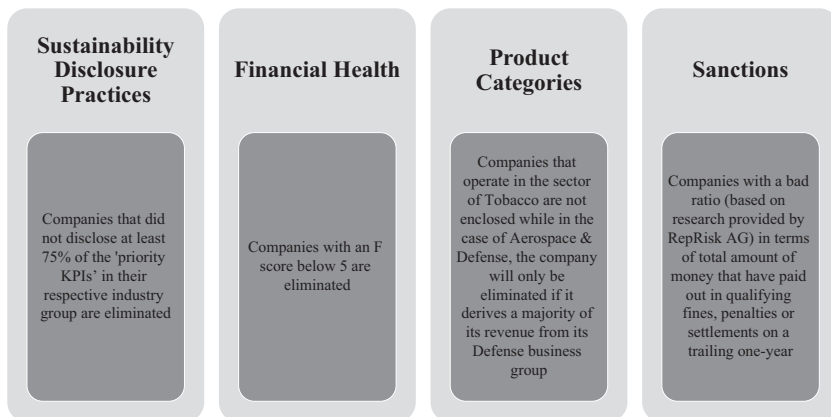 Sustainability
Disclosure
Practices
Companies that did
not disclose at least
75% of the 'priority
KPIs' in their
respective industry
group are eliminated
Financial Health
Companies with an F
score below 5 are
eliminated
Product
Categories
Companies that
operate in the sector
of Tobacco are not
enclosed while in the
case of Aerospace &
Defense, the company
will only be
eliminated if it
derives a majority of
its revenue from its
Defense business
group
Sanctions
Companies with a bad
ratio (based on
research provided by
RepRisk AG) in terms
of total amount of
money that have paid
out in qualifying
fines, penalties or
settlements on a
trailing one-year